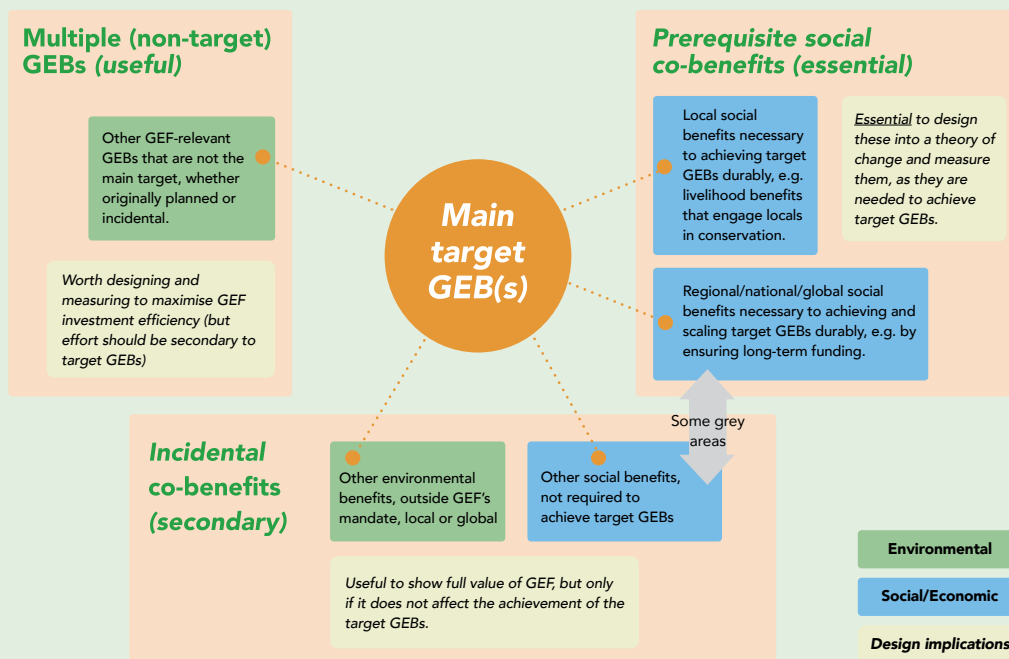 Multiple (non-target)
GEBs (useful)
Other GEF-relevant
GEBs that are not the
main target, whether
originally planned or
incidental.
Worth designing and
measuring to maximise GEF
investment efficiency (but
effort should be secondary to
target GEBs)
Main
target
GEB(s)
Prerequisite social
co-benefits (essential)
Local social
benefits necessary
to achieving target
GEBs durably, e.g.
livelihood benefits
that engage locals
in conservation.
Essential to design
these into a theory of
change and measure
them, as they are
needed to achieve
target GEBs.
Regional/national/global social
benefits necessary to achieving and
scaling target GEBs durably, e.g. by
ensuring long-term funding.
Some grey
areas
Incidental
co-benefits
(secondary)
Other environmental
benefits, outside GEF's
mandate, local or global
Other social benefits,
not required to
achieve target GEBs
Useful to show full value of GEF, but only
if it does not affect the achievement of the
target GEBs.
Environmental
Social/Economic
Design implications